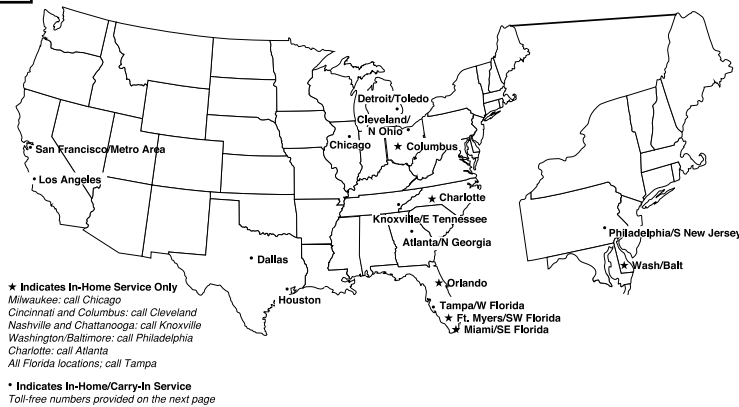 Detroit/Toledo
Cleveland/
N Ohio
Chicago
★ Columbus
San Francisco/Metro Area
Los Angeles
★ Charlotte
Knoxville/E Tennessee
Atlanta/N Georgia
Philadelphia/S New Jersey
Dallas
★ Wash/Balt
Houston
★ Orlando
Tampa/W Florida
★ Ft. Myers/SW Florida
★ Miami/SE Florida
★ Indicates In-Home Service Only
Milwaukee: call Chicago
Cincinnati and Columbus: call Cleveland
Nashville and Chattanooga: call Knoxville
Washington/Baltimore: call Philadelphia
Charlotte: call Atlanta
All Florida locations; call Tampa
• Indicates In-Home/Carry-In Service
Toll-free numbers provided on the next page